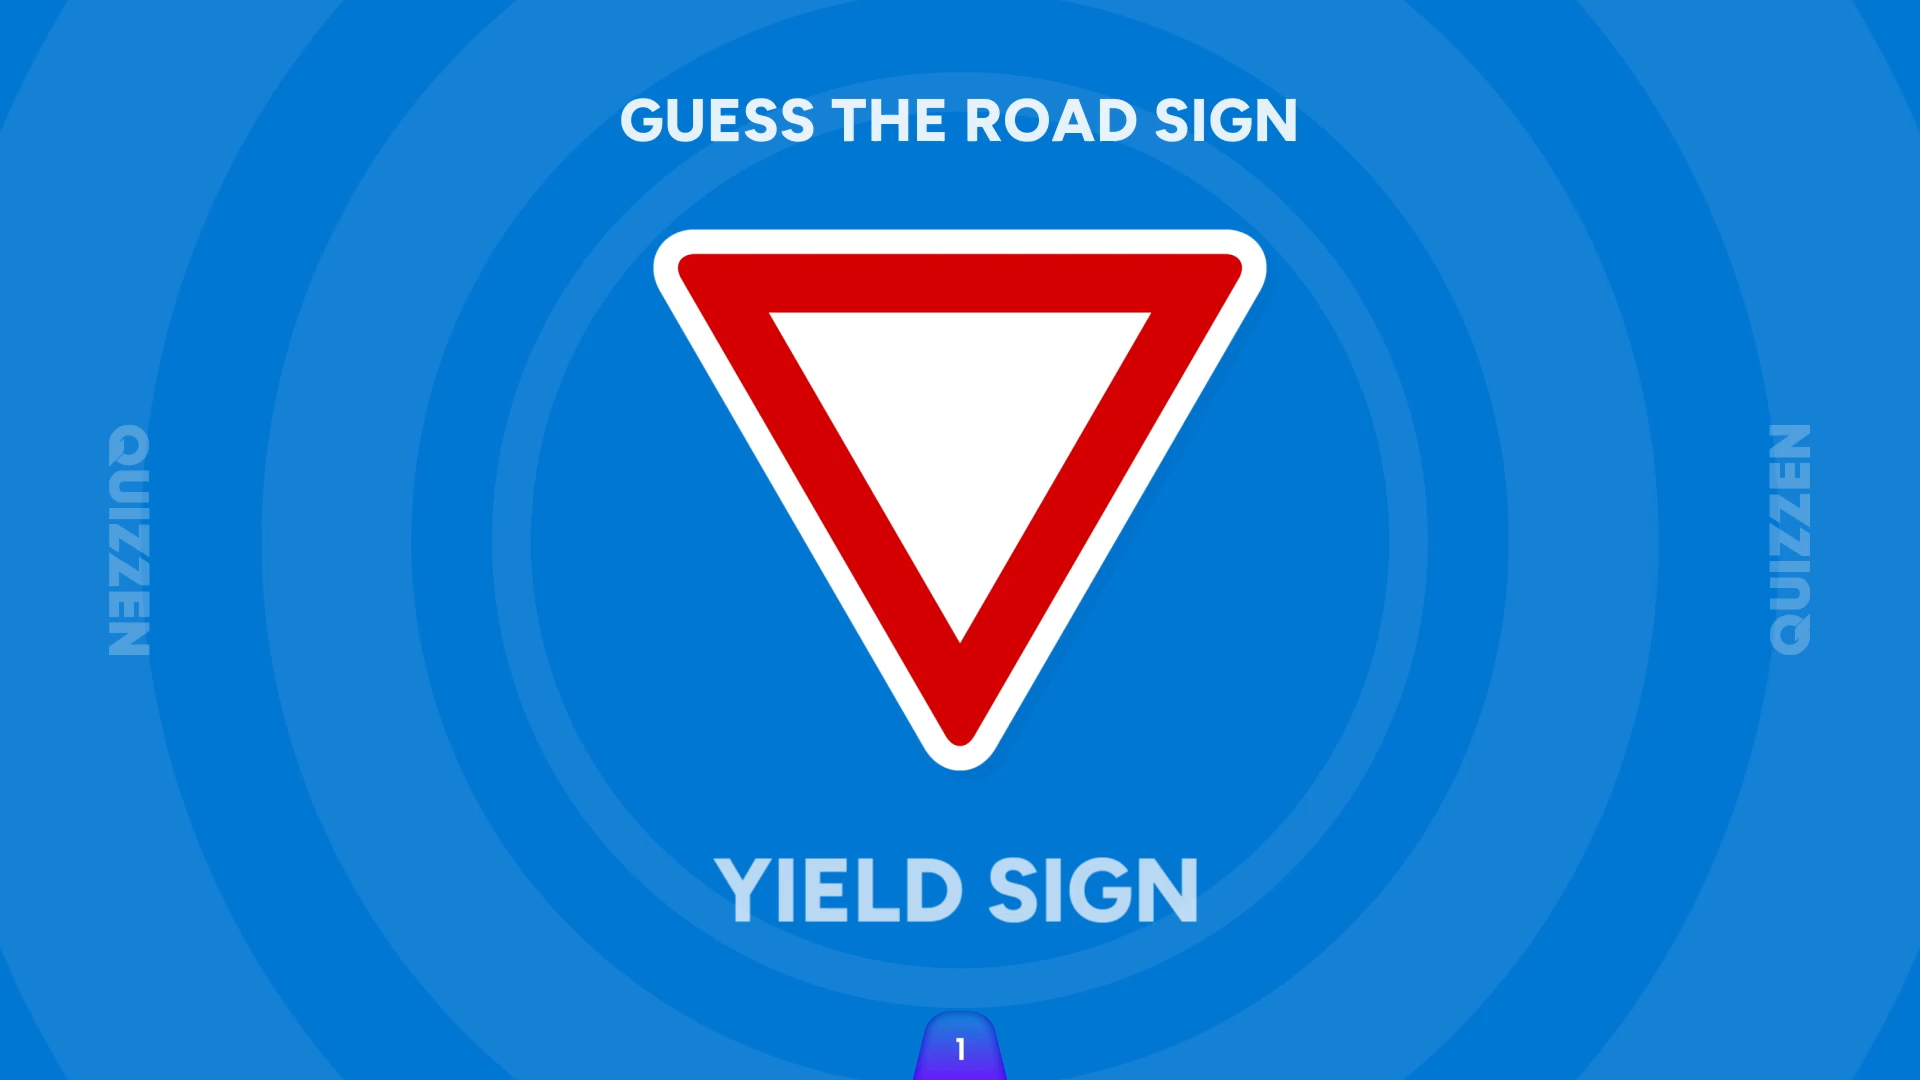 GUESS THE ROAD SIGN
QUIZZEN
QUIZZEN
YIELD SIGN
1